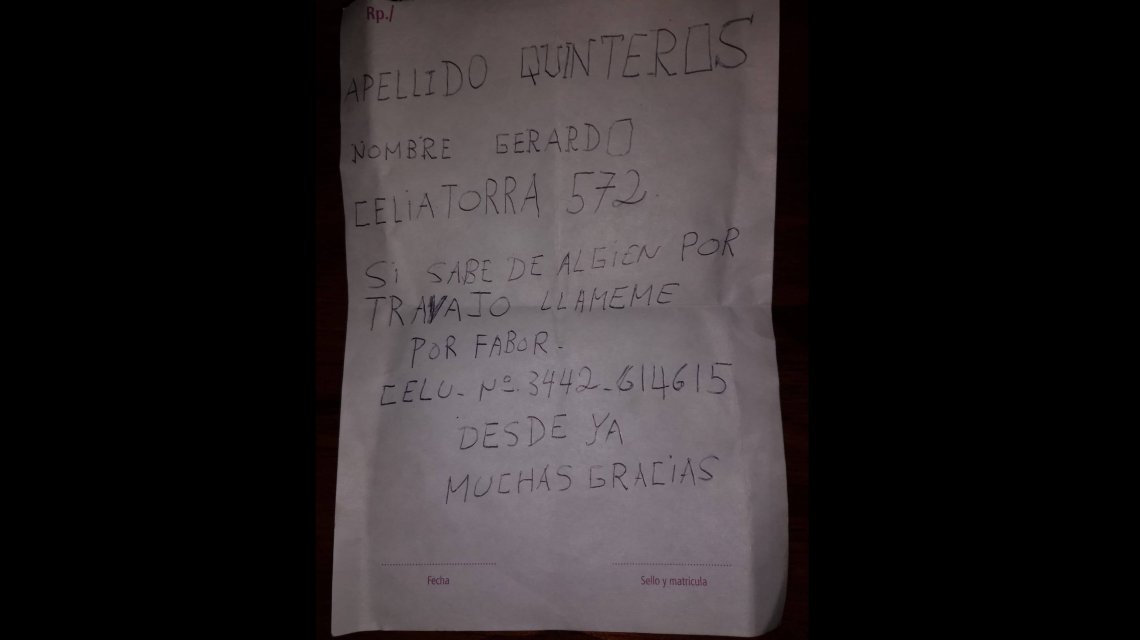 Rp./
APELLIDO QUINTEROS
NOMBRE GERARDO
CELIA TORRA 572.
Si SABE DE ALGIEN POR
TRAVAJO LLAMEME
POR FABOR.
CELU. Nº 3442-614615
DESDE YA
MUCHAS GRACIAS
Fecha Sello y matrícula